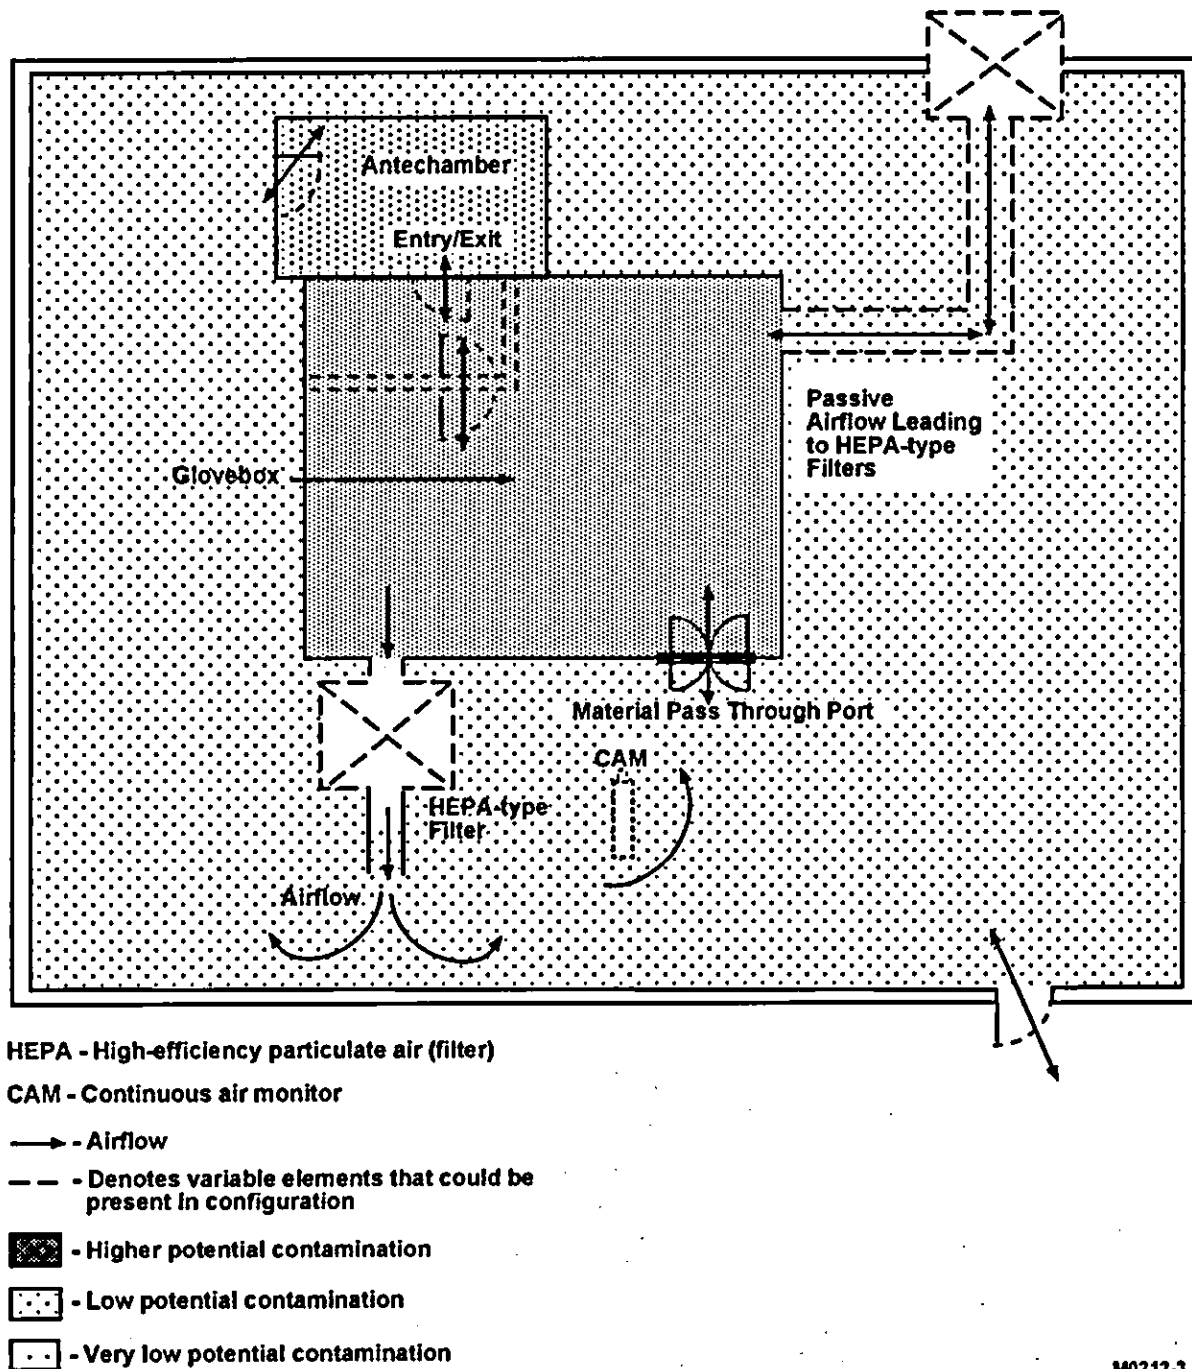 Antechamber
Entry/Exit
Passive
Airflow Leading
to HEPA-type
Filters
Glovebox
Material Pass Through Port
CAM
HEPA-type
Filter
Airflow
HEPA - High-efficiency particulate air (filter)
CAM - Continuous air monitor
- Airflow
- Denotes variable elements that could be
present in configuration
- Higher potential contamination
- Low potential contamination
- Very low potential contamination